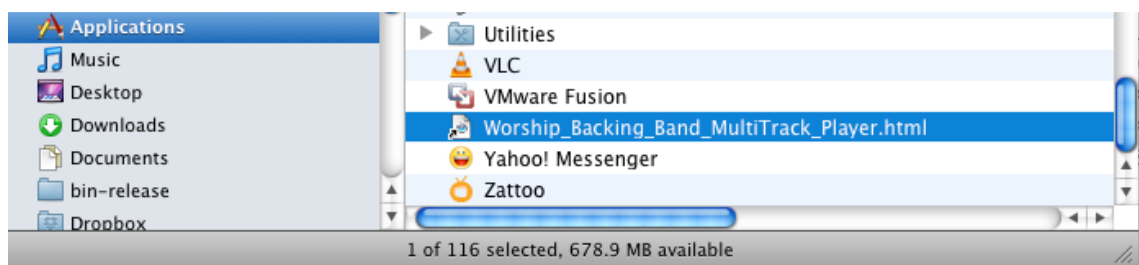 Applications
Music
Desktop
Downloads
Documents
bin-release
Dropbox
Utilities
VLC
VMware Fusion
Worship_Backing_Band_MultiTrack_Player.html
Yahoo! Messenger
Zattoo
1 of 116 selected, 678.9 MB available